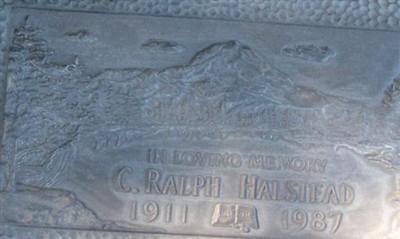 IN LOVING MEMORY
C. RALPH HALSTEAD
1911 1987